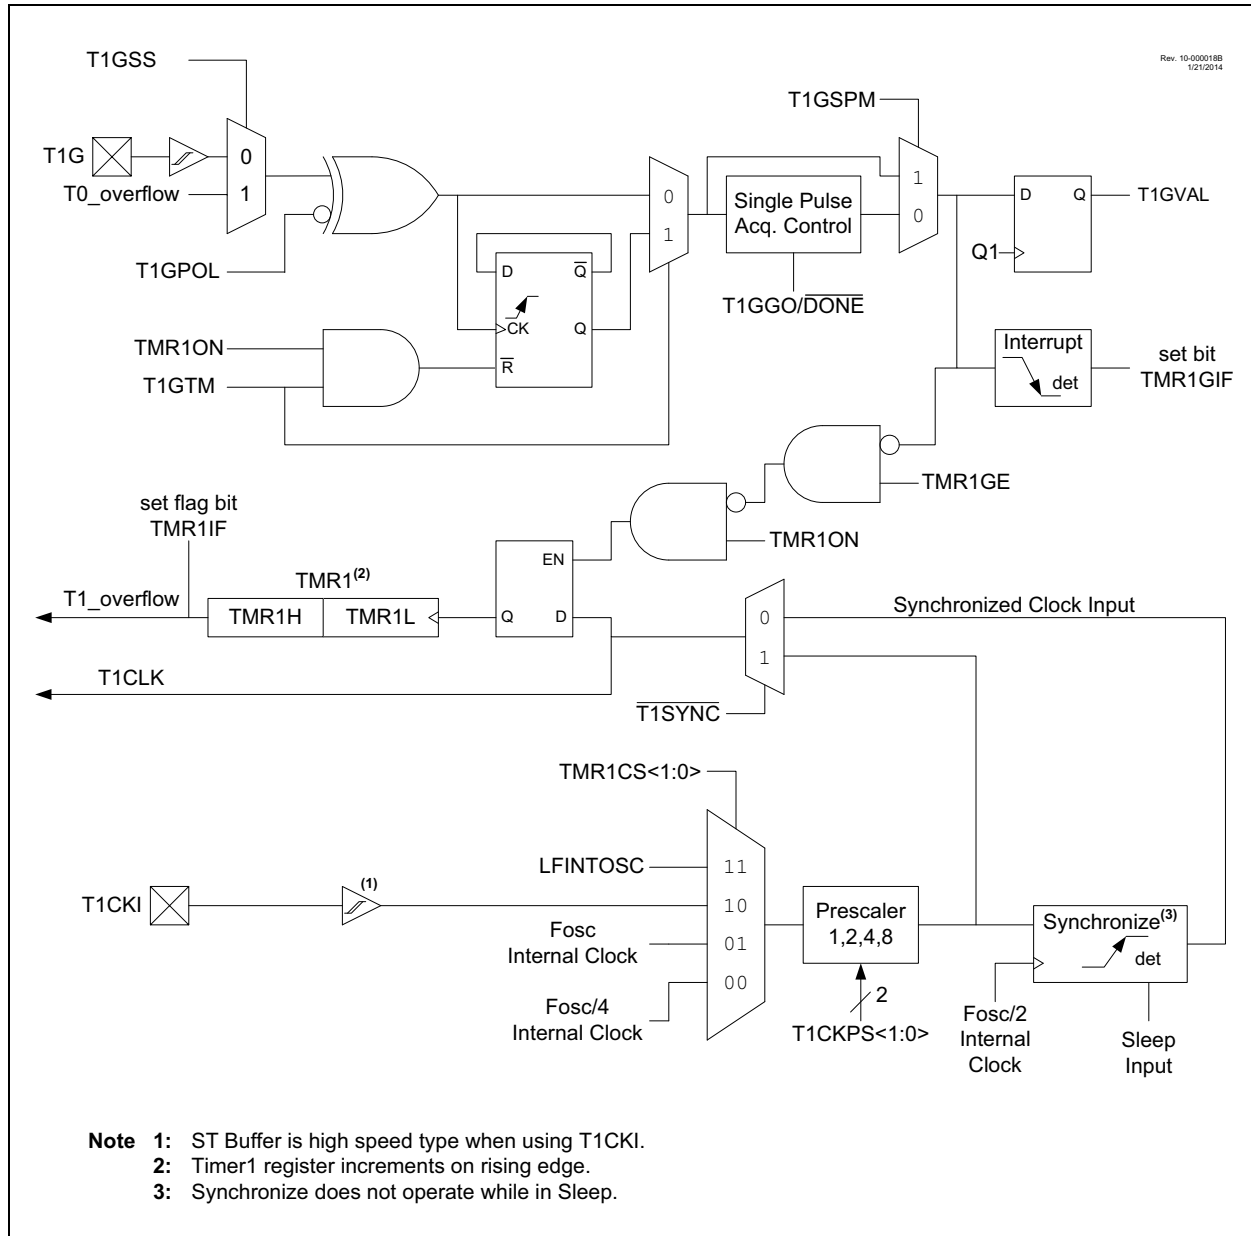 Rev. 10-000018B
1/21/2014
T1GSS
T1GSPM
T1G
0
T0_overflow
1
T1GPOL
0
1
Single Pulse
Acq. Control
T1GGO/DONE
1
0
D
Q
T1GVAL
Q1
D
Q
CK
Q
R
TMR1ON
T1GTM
Interrupt
det
set bit
TMR1GIF
TMR1GE
TMR1ON
set flag bit
TMR1IF
TMR1(2)
EN
T1_overflow
TMR1H
TMR1L
Q
D
0
1
Synchronized Clock Input
T1CLK
T1SYNC
TMR1CS<1:0>
LFINTOSC
11
T1CKI
(1)
10
Fosc
Internal Clock
01
00
Fosc/4
Internal Clock
Prescaler
1,2,4,8
2
T1CKPS<1:0>
Synchronize(3)
det
Fosc/2
Internal
Clock
Sleep
Input
Note 1: ST Buffer is high speed type when using T1CKI.
2: Timer1 register increments on rising edge.
3: Synchronize does not operate while in Sleep.